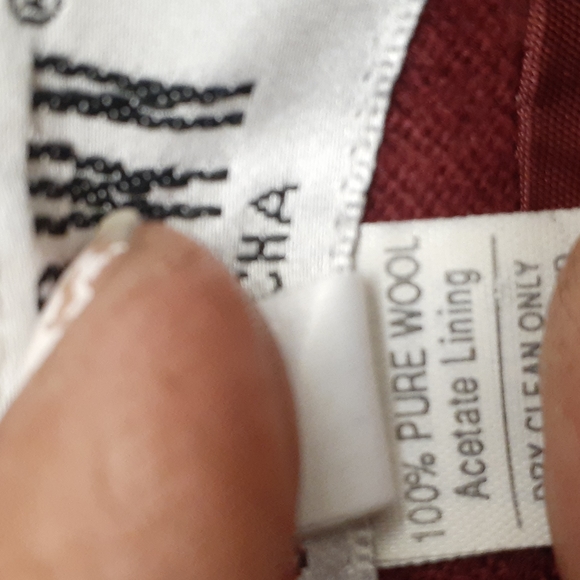 ®
CHA
100% PURE WOOL
Acetate Lining
DRY CLEAN ONLY